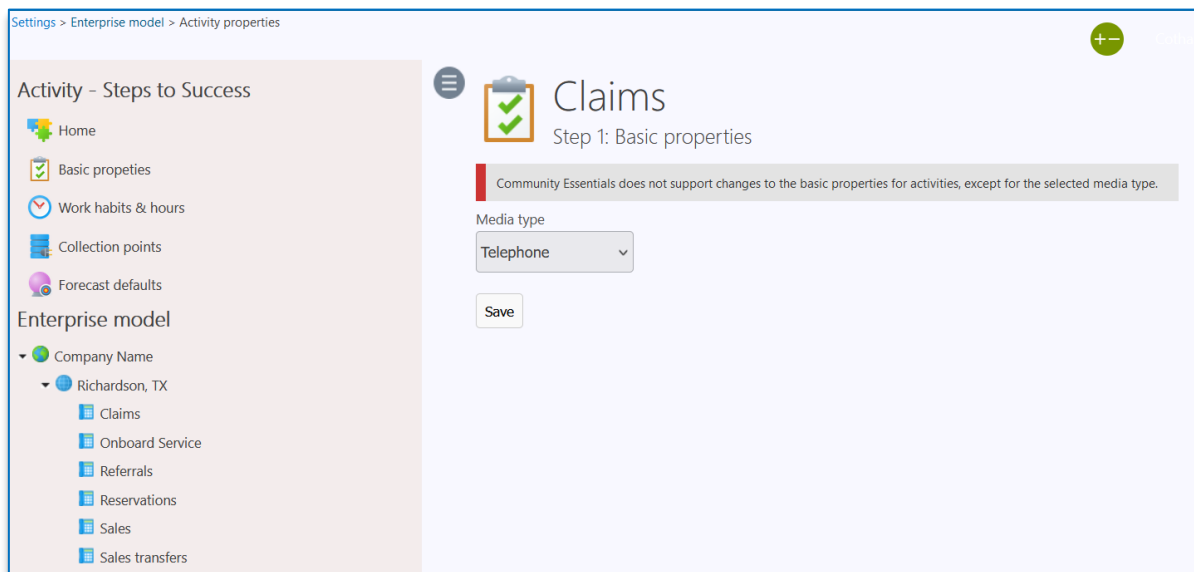 Settings > Enterprise model > Activity properties
Activity - Steps to Success
Home
Basic propeties
Work habits & hours
Collection points
Forecast defaults
Enterprise model
Company Name
Richardson, TX
Claims
Onboard Service
Referrals
Reservations
Sales
Sales transfers
Claims
Step 1: Basic properties
Community Essentials does not support changes to the basic properties for activities, except for the selected media type.
Media type
Telephone
Save